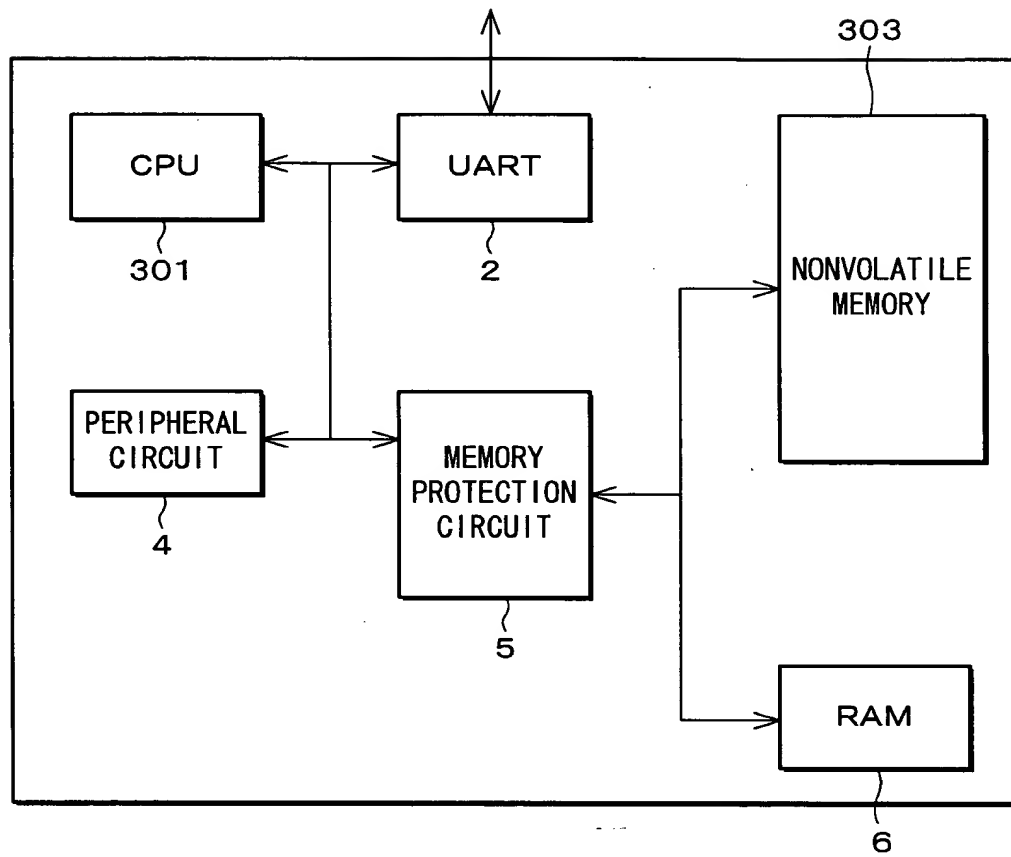 303
CPU
UART
301
2
NONVOLATILE
MEMORY
PERIPHERAL
CIRCUIT
MEMORY
PROTECTION
CIRCUIT
4
5
RAM
6